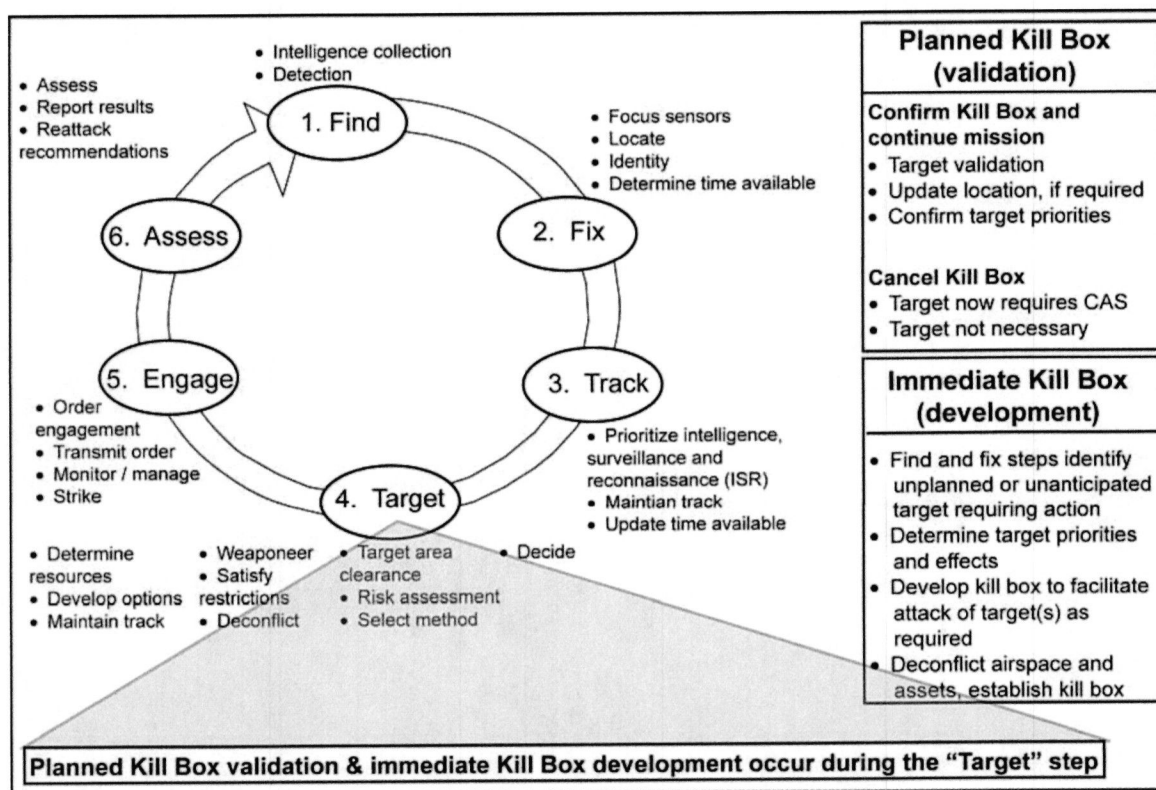 • Intelligence collection
• Detection
1. Find
• Focus sensors
• Locate
• Identity
• Determine time available
2. Fix
3. Track
• Prioritize intelligence,
surveillance and
reconnaissance (ISR)
• Maintian track
• Update time available
4. Target
• Determine
resources
• Develop options
• Maintain track
• Weaponeer
• Satisfy
restrictions
• Deconflict
• Target area
clearance
• Risk assessment
• Select method
• Decide
5. Engage
• Order
engagement
• Transmit order
• Monitor / manage
• Strike
6. Assess
• Assess
• Report results
• Reattack
recommendations
Planned Kill Box
(validation)
Confirm Kill Box and
continue mission
• Target validation
• Update location, if required
• Confirm target priorities
Cancel Kill Box
• Target now requires CAS
• Target not necessary
Immediate Kill Box
(development)
• Find and fix steps identify
unplanned or unanticipated
target requiring action
• Determine target priorities
and effects
• Develop kill box to facilitate
attack of target(s) as
required
• Deconflict airspace and
assets, establish kill box
Planned Kill Box validation & immediate Kill Box development occur during the “Target” step